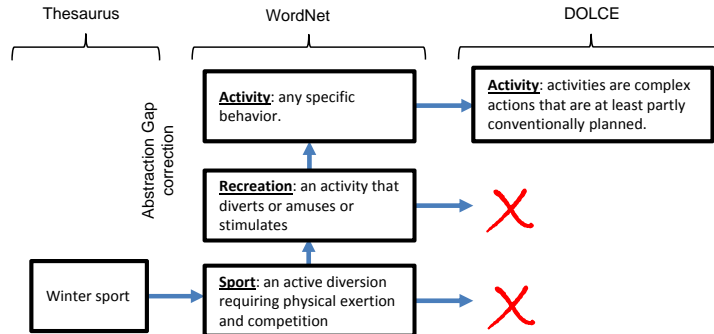 Thesaurus
WordNet
DOLCE
Abstraction Gap
correction
Activity: any specific
behavior.
Activity: activities are complex
actions that are at least partly
conventionally planned.
Recreation: an activity that
diverts or amuses or
stimulates
Winter sport
Sport: an active diversion
requiring physical exertion
and competition